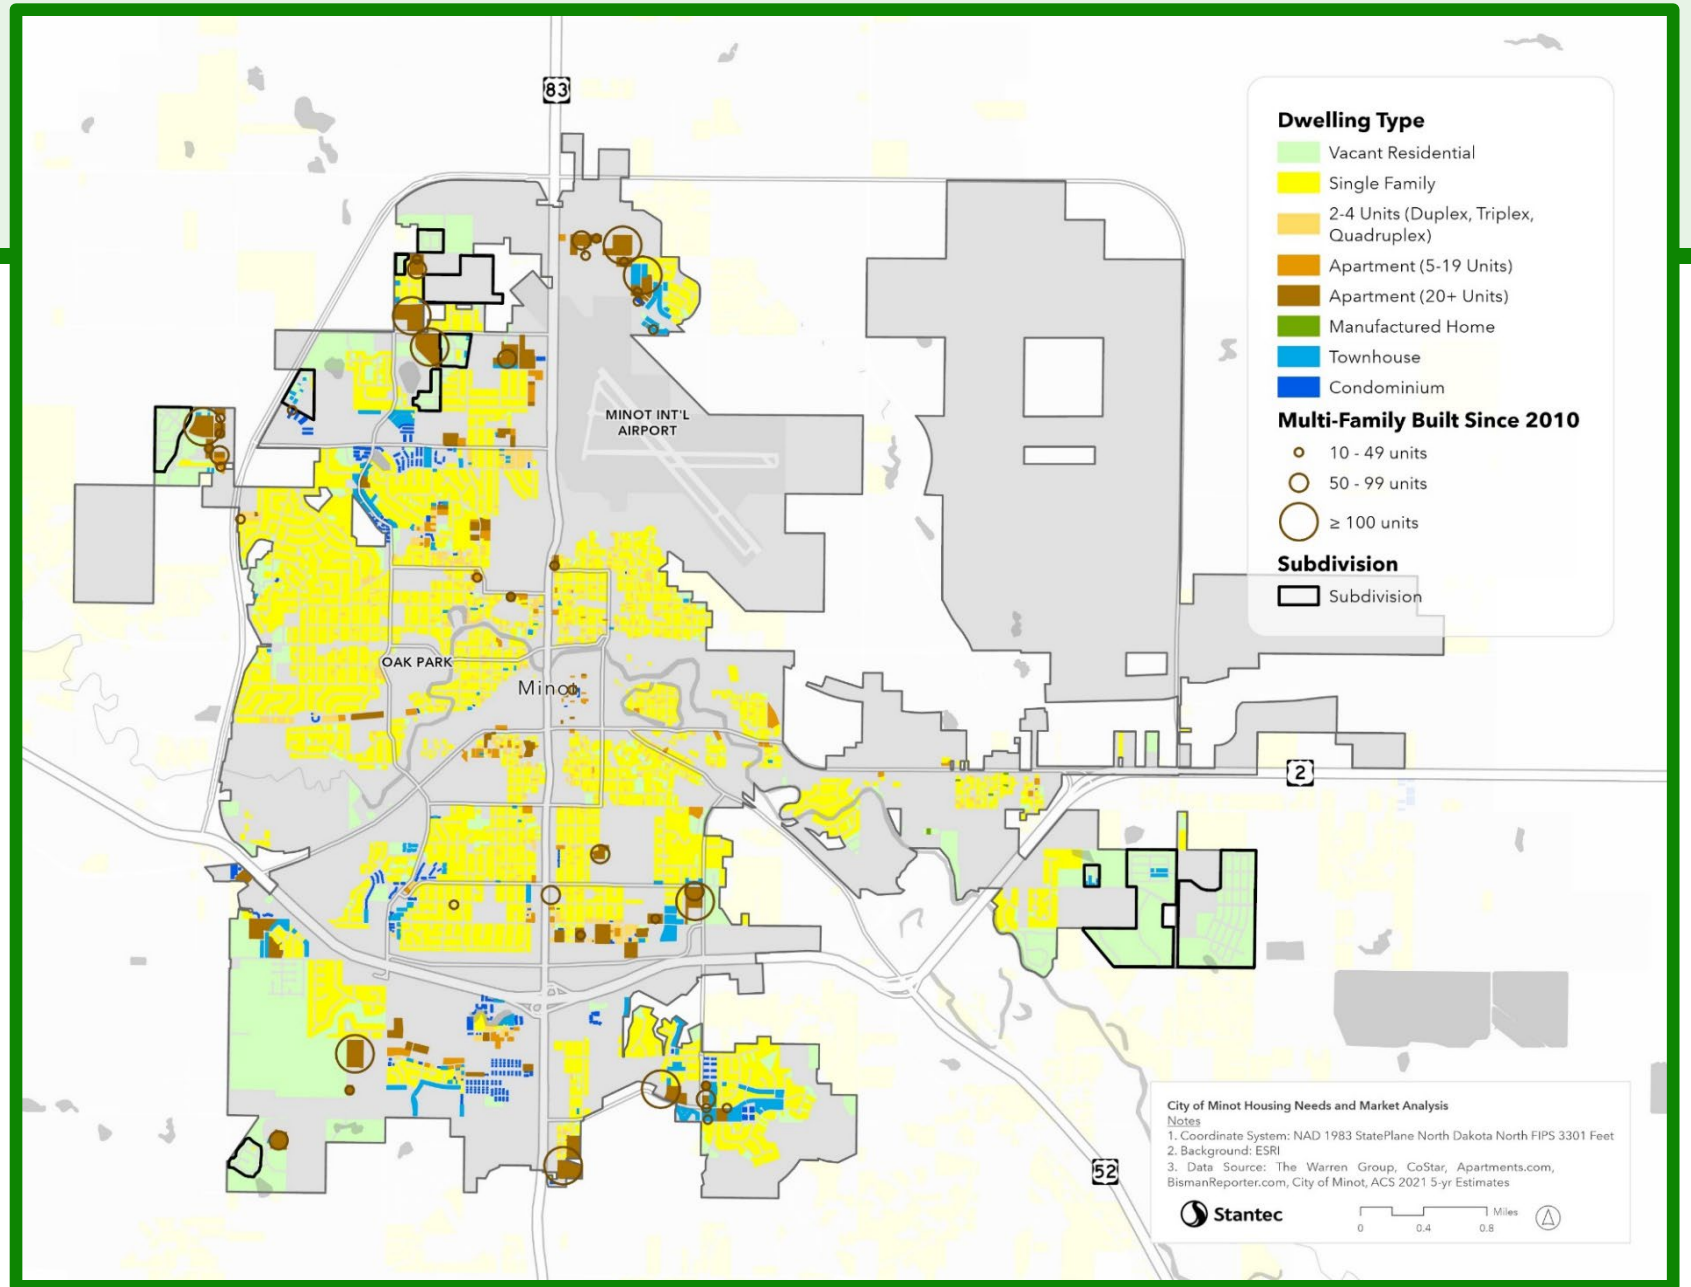 83
Dwelling Type
Vacant Residential
Single Family
2-4 Units (Duplex, Triplex,
Quadruplex)
Apartment (5-19 Units)
Apartment (20+ Units)
Manufactured Home
Townhouse
Condominium
Multi-Family Built Since 2010
10 - 49 units
50 - 99 units
≥ 100 units
Subdivision
Subdivision
MINOT INT'L
AIRPORT
OAK PARK
Minot
2
52
City of Minot Housing Needs and Market Analysis
Notes
1. Coordinate System: NAD 1983 StatePlane North Dakota North FIPS 3301 Feet
2. Background: ESRI
3. Data Source: The Warren Group, CoStar, Apartments.com,
BismanReporter.com, City of Minot, ACS 2021 5-yr Estimates
Stantec
Miles
0 0.4 0.8